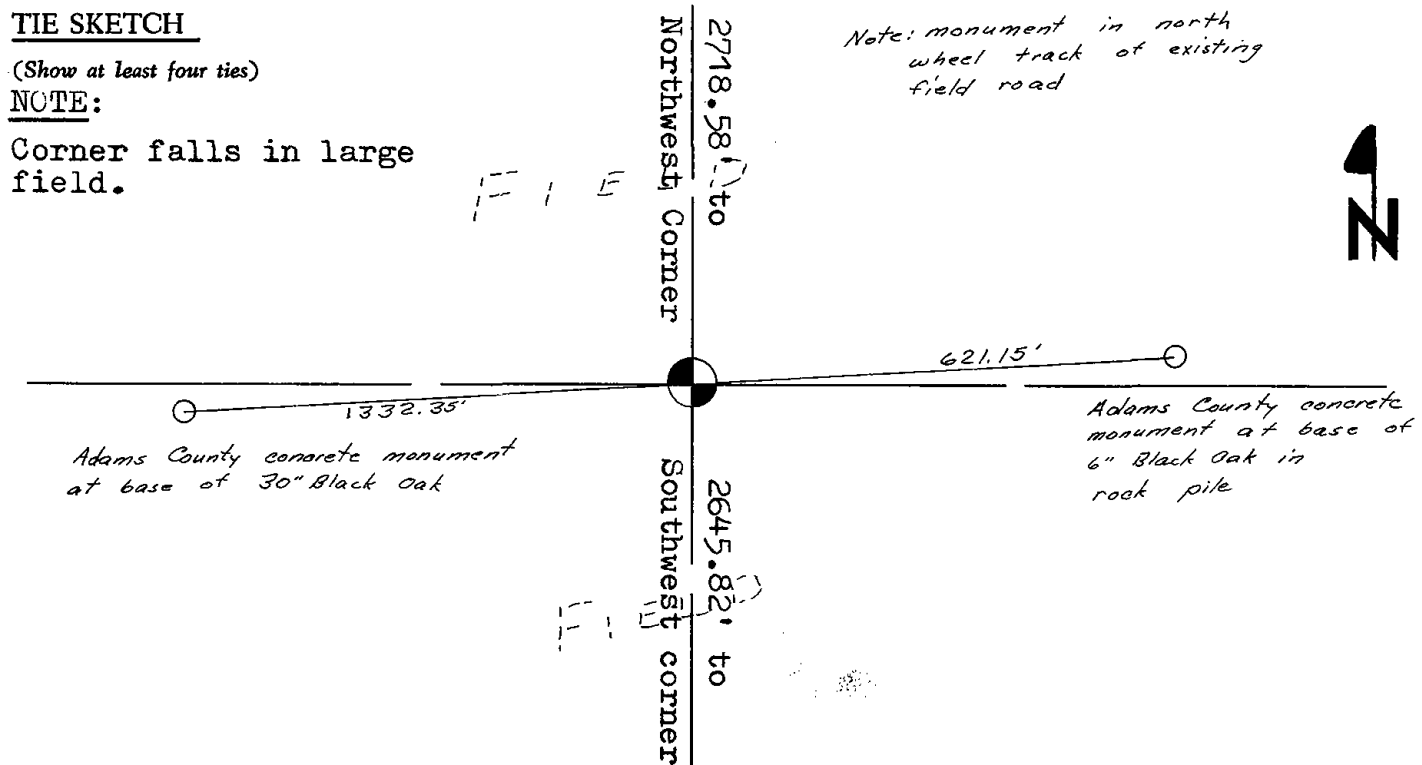 TIE SKETCH
(Show at least four ties)
NOTE:
Corner falls in large
field.
2718.58' to
Northwest Corner
Note: monument in north
wheel track of existing
field road
N
FIELD
621.15'
1332.35'
Adams County concrete monument
at base of 30" Black Oak
Adams County concrete
monument at base of
6" Black Oak in
rock pile
2645.82' to
Southwest corner
FIELD